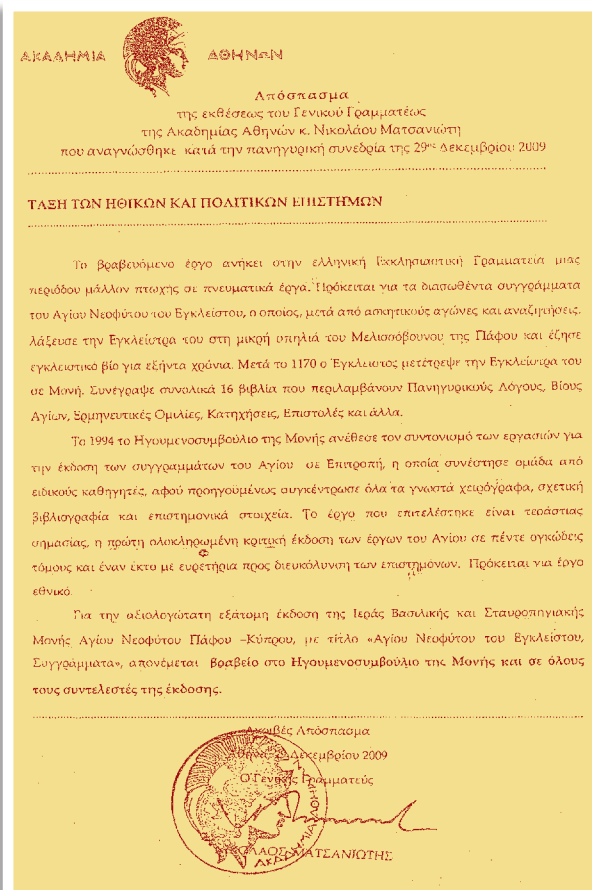 ΑΚΑΔΗΜΙΑ ΑΘΗΝΩΝ
Απόσπασμα
της εκθέσεως του Γενικού Γραμματέως
της Ακαδημίας Αθηνών κ. Νικολάου Ματσανιώτη
που αναγνώσθηκε κατά την πανηγυρική συνεδρία της 29ης Δεκεμβρίου 2009
ΤΑΞΗ ΤΩΝ ΗΘΙΚΩΝ ΚΑΙ ΠΟΛΙΤΙΚΩΝ ΕΠΙΣΤΗΜΩΝ
Το βραβευόμενο έργο ανήκει στην ελληνική Εκκλησιαστική Γραμματεία μιας
περιόδου μάλλον πτωχής σε πνευματικά έργα. Πρόκειται για τα διασωθέντα συγγράμματα
του Αγίου Νεοφύτου του Εγκλείστου, ο οποίος, μετά από ασκητικούς αγώνες και αναζητήσεις,
λάξευσε την Εγκλείστρα του στη μικρή σπηλιά του Μελισσόβουνου της Πάφου και έζησε
εγκλειστικό βίο για εξήντα χρόνια. Μετά το 1170 ο Έγκλειστος μετέτρεψε την Εγκλείστρα του
σε Μονή. Συνέγραψε συνολικά 16 βιβλία που περιλαμβάνουν Πανηγυρικούς Λόγους, Βίους
Αγίων, Ερμηνευτικές Ομιλίες, Κατηχήσεις, Επιστολές και άλλα.
Το 1994 το Ηγουμενοσυμβούλιο της Μονής ανέθεσε τον συντονισμό των εργασιών για
την έκδοση των συγγραμμάτων του Αγίου σε Επιτροπή, η οποία συνέστησε ομάδα από
ειδικούς καθηγητές, αφού προηγουμένως συγκέντρωσε όλα τα γνωστά χειρόγραφα, σχετική
βιβλιογραφία και επιστημονικά στοιχεία. Το έργο που επιτελέστηκε είναι τεράστιας
σημασίας, η πρώτη ολοκληρωμένη κριτική έκδοση των έργων του Αγίου σε πέντε ογκώδεις
τόμους και έναν έκτο με ευρετήρια προς διευκόλυνση των επιστημόνων. Πρόκειται για έργο
εθνικό.
Για την αξιολογώτατη εξάτομη έκδοση της Ιεράς Βασιλικής και Σταυροπηγιακής
Μονής Αγίου Νεοφύτου Πάφου –Κύπρου, με τίτλο «Αγίου Νεοφύτου του Εγκλείστου,
Συγγράμματα», απονέμεται Βραβείο στο Ηγουμενοσυμβούλιο της Μονής και σε όλους
τους συντελεστές της έκδοσης.
Ακριβές Απόσπασμα
Δεκεμβρίου 2009
Ο Γενικός Γραμματεύς
ΜΑΤΣΑΝΙΩΤΗΣ